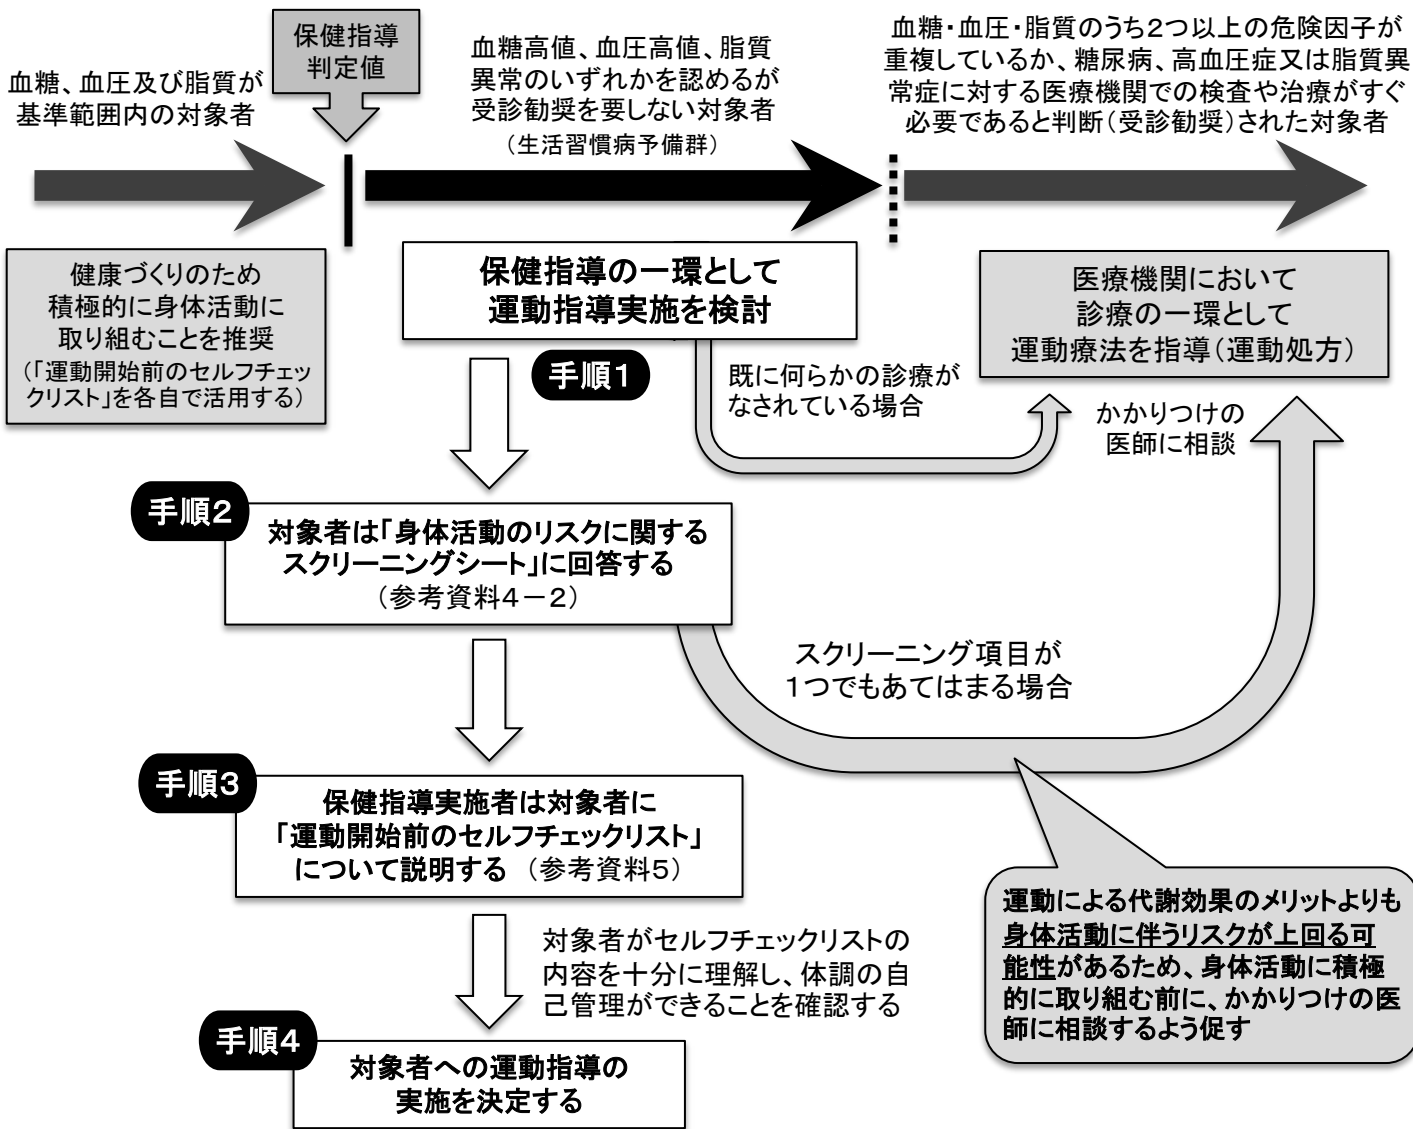 血糖、血圧及び脂質が
基準範囲内の対象者
保健指導
判定値
血糖高値、血圧高値、脂質
異常のいずれかを認めるが
受診勧奨を要しない対象者
（生活習慣病予備群）
血糖・血圧・脂質のうち２つ以上の危険因子が
重複しているか、糖尿病、高血圧症又は脂質異
常症に対する医療機関での検査や治療がすぐ
必要であると判断（受診勧奨）された対象者
健康づくりのため
積極的に身体活動に
取り組むことを推奨
（「運動開始前のセルフチェッ
クリスト」を各自で活用する）
保健指導の一環として
運動指導実施を検討
医療機関において
診療の一環として
運動療法を指導（運動処方）
手順１
既に何らかの診療が
なされている場合
かかりつけの
医師に相談
手順２
対象者は「身体活動のリスクに関する
スクリーニングシート」に回答する
（参考資料４－２）
スクリーニング項目が
１つでもあてはまる場合
手順３
保健指導実施者は対象者に
「運動開始前のセルフチェックリスト」
について説明する （参考資料５）
運動による代謝効果のメリットよりも
身体活動に伴うリスクが上回る可
能性があるため、身体活動に積極
的に取り組む前に、かかりつけの医
師に相談するよう促す
対象者がセルフチェックリストの
内容を十分に理解し、体調の自
己管理ができることを確認する
手順４
対象者への運動指導の
実施を決定する